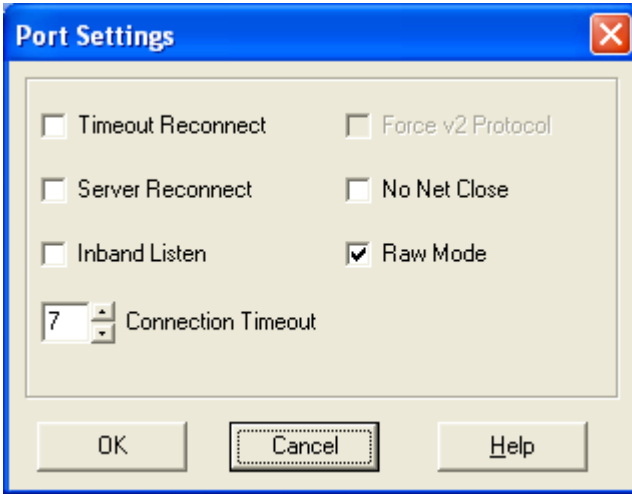 Port Settings
Timeout Reconnect Force v2 Protocol
Server Reconnect No Net Close
Inband Listen Raw Mode
7 Connection Timeout
OK Cancel Help